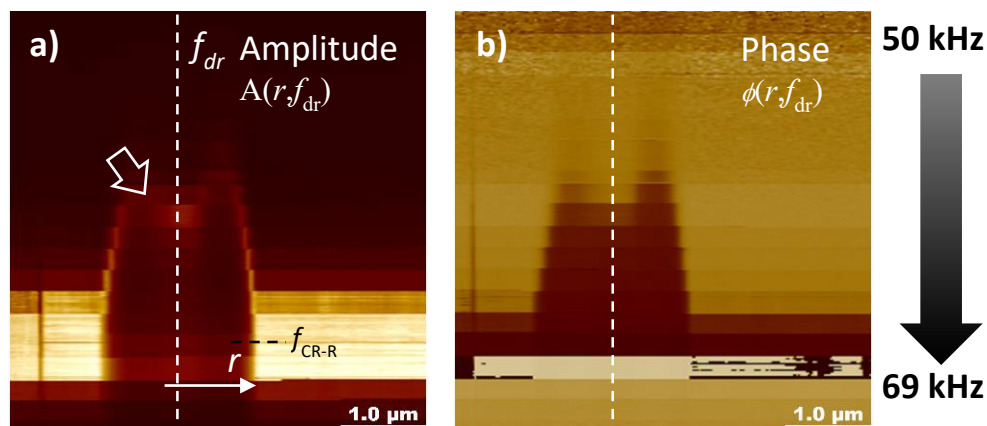 a)
f_dr Amplitude
A(r,f_dr)
f_CR-R
r
1.0 µm
b)
Phase
ϕ(r,f_dr)
1.0 µm
50 kHz
69 kHz